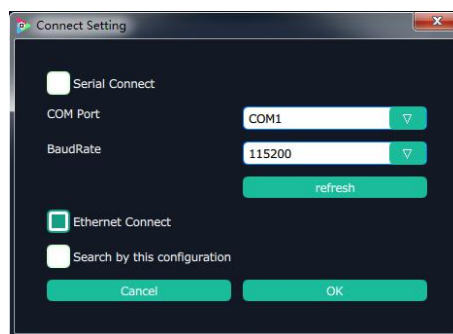 Connect Setting
Serial Connect
COM Port
COM1
BaudRate
115200
refresh
Ethernet Connect
Search by this configuration
Cancel
OK